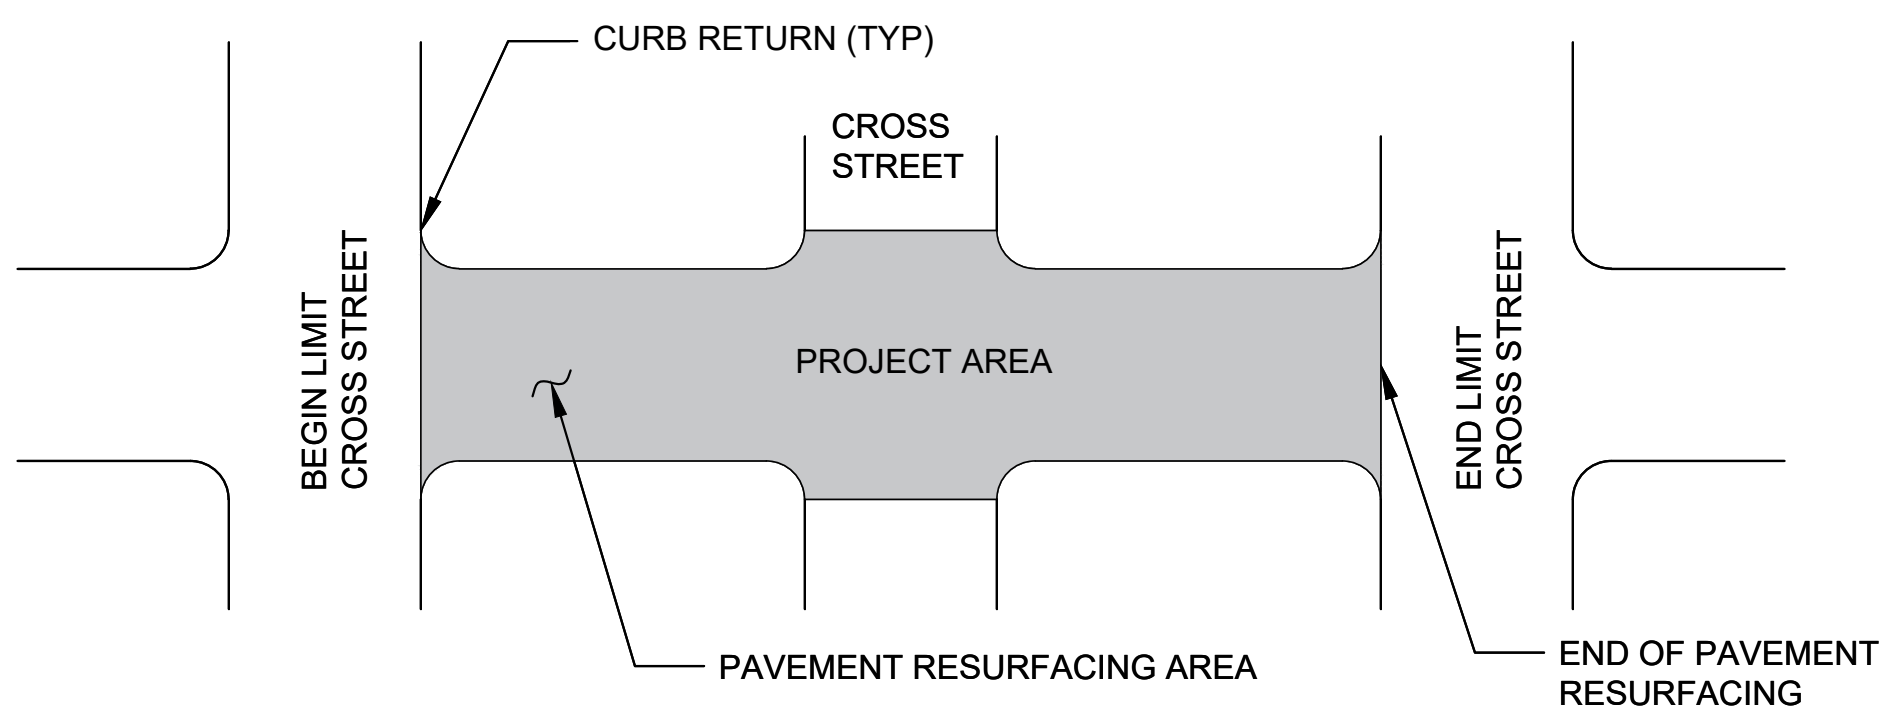 CURB RETURN (TYP)
CROSS
STREET
BEGIN LIMIT
CROSS STREET
PROJECT AREA
END LIMIT
CROSS STREET
PAVEMENT RESURFACING AREA
END OF PAVEMENT
RESURFACING